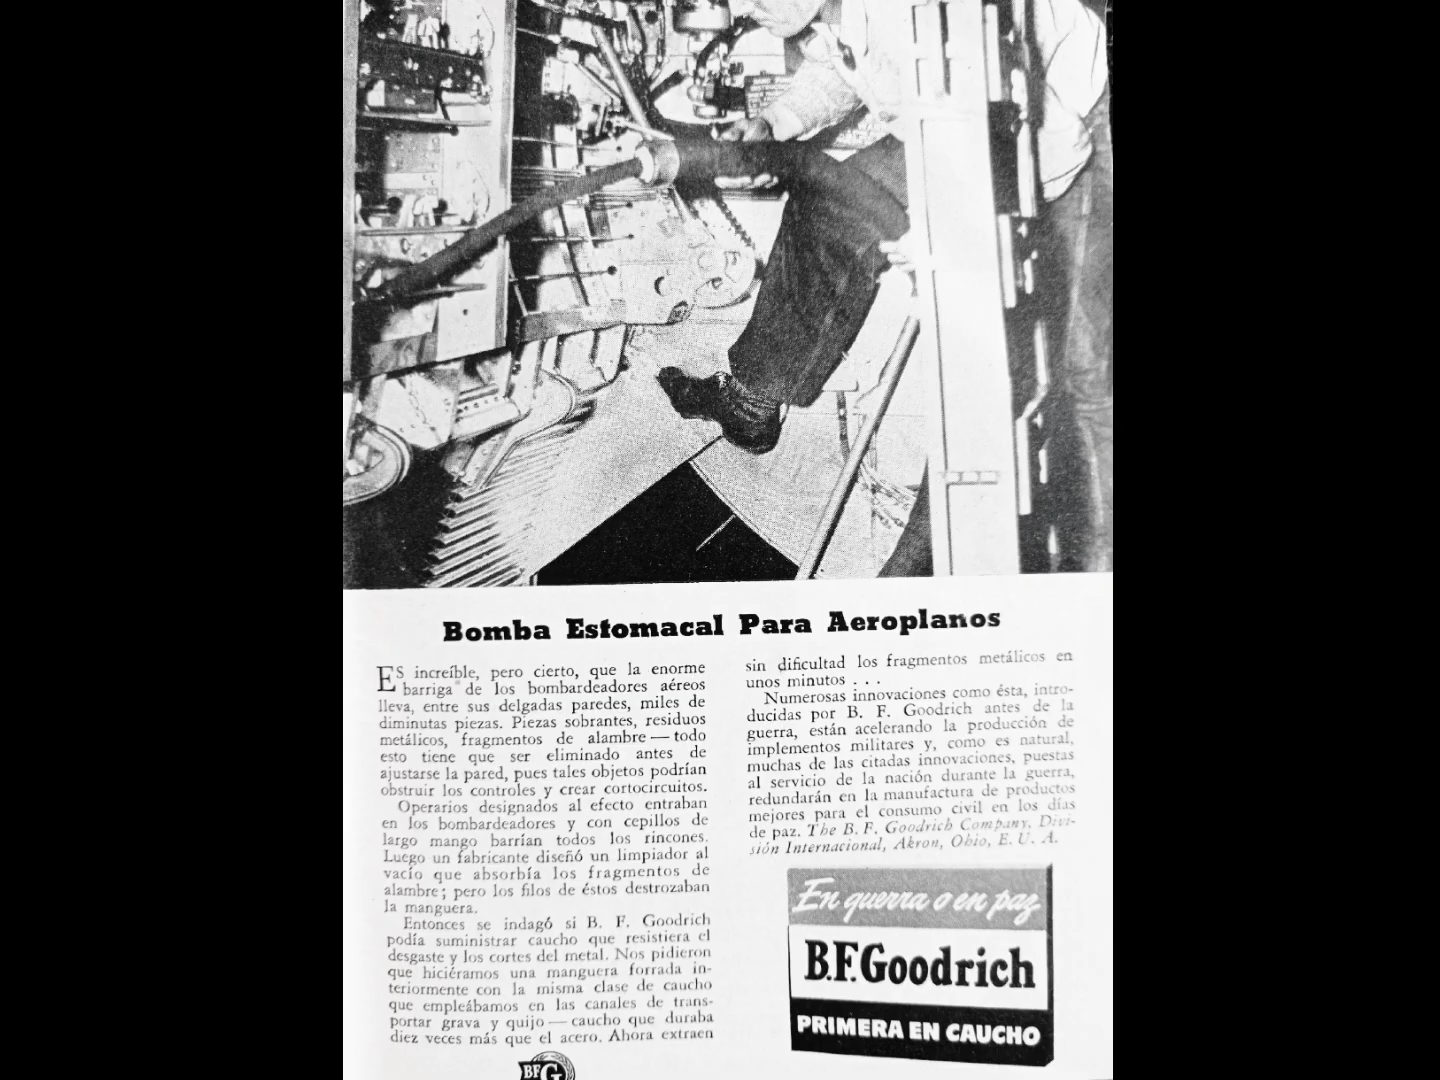 Bomba Estomacal Para Aeroplanos
ES increíble, pero cierto, que la enorme
barriga de los bombardeadores aéreos
lleva, entre sus delgadas paredes, miles de
diminutas piezas. Piezas sobrantes, residuos
metálicos, fragmentos de alambre — todo
esto tiene que ser eliminado antes de
ajustarse la pared, pues tales objetos podrían
obstruir los controles y crear cortocircuitos.
Operarios designados al efecto entraban
en los bombardeadores y con cepillos de
largo mango barrían todos los rincones.
Luego un fabricante diseñó un limpiador al
vacío que absorbía los fragmentos de
alambre; pero los filos de éstos destrozaban
la manguera.
Entonces se indagó si B. F. Goodrich
podía suministrar caucho que resistiera el
desgaste y los cortes del metal. Nos pidieron
que hiciéramos una manguera forrada in-
teriormente con la misma clase de caucho
que empleábamos en las canales de trans-
portar grava y quijo — caucho que duraba
diez veces más que el acero. Ahora extraen
sin dificultad los fragmentos metálicos en
unos minutos . . .
Numerosas innovaciones como ésta, intro-
ducidas por B. F. Goodrich antes de la
guerra, están acelerando la producción de
implementos militares y, como es natural,
muchas de las citadas innovaciones, puestas
al servicio de la nación durante la guerra,
redundarán en la manufactura de productos
mejores para el consumo civil en los días
de paz. The B. F. Goodrich Company, Divi-
sión Internacional, Akron, Ohio, E. U. A.
En guerra o en paz
B.F. Goodrich
PRIMERA EN CAUCHO
BFG